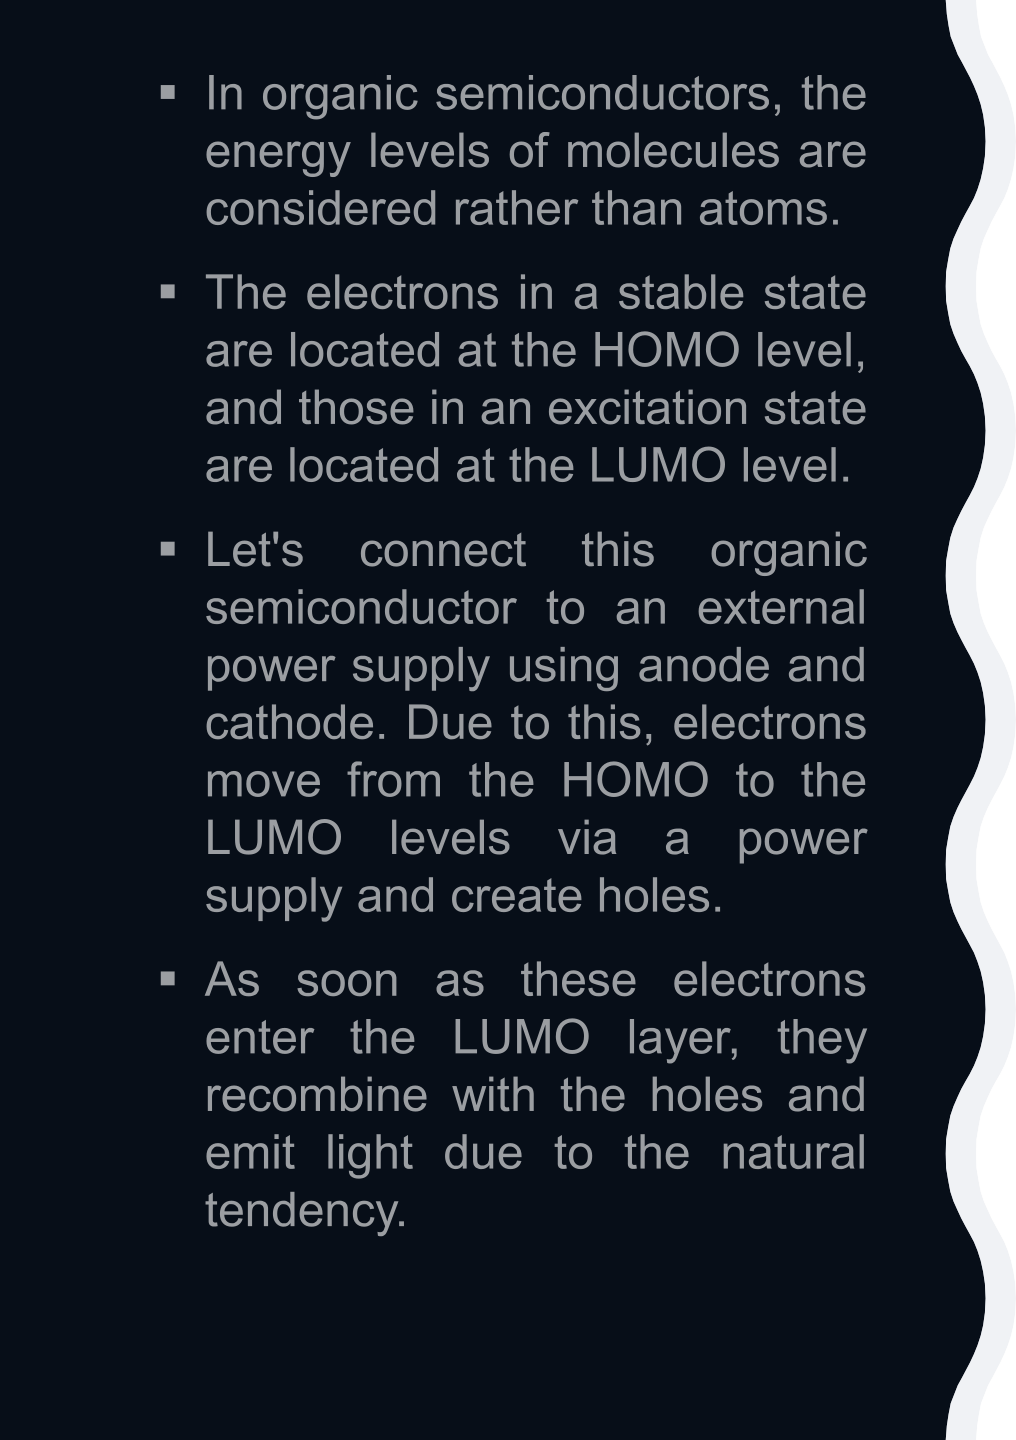 ▪ In organic semiconductors, the
energy levels of molecules are
considered rather than atoms.
▪ The electrons in a stable state
are located at the HOMO level,
and those in an excitation state
are located at the LUMO level.
▪ Let's connect this organic
semiconductor to an external
power supply using anode and
cathode. Due to this, electrons
move from the HOMO to the
LUMO levels via a power
supply and create holes.
▪ As soon as these electrons
enter the LUMO layer, they
recombine with the holes and
emit light due to the natural
tendency.